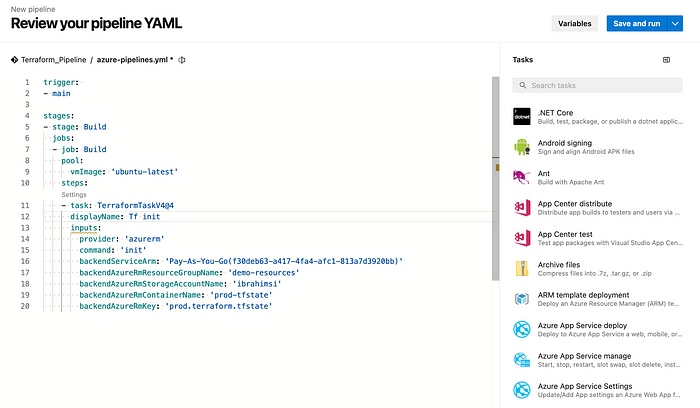 New pipeline
Review your pipeline YAML
Variables
Save and run
Terraform_Pipeline / azure-pipelines.yml *
1 trigger:
2 - main
3
4 stages:
5 - stage: Build
6 jobs:
7 - job: Build
8 pool:
9 vmImage: 'ubuntu-latest'
10 steps:
Settings
11 - task: TerraformTaskV4@4
12 displayName: Tf init
13 inputs:
14 provider: 'azurerm'
15 command: 'init'
16 backendServiceArm: 'Pay-As-You-Go(f30deb63-a417-4fa4-afc1-813a7d3920bb)'
17 backendAzureRmResourceGroupName: 'demo-resources'
18 backendAzureRmStorageAccountName: 'ibrahimsi'
19 backendAzureRmContainerName: 'prod-tfstate'
20 backendAzureRmKey: 'prod.terraform.tfstate'
Tasks
Search tasks
dotnet
.NET Core
Build, test, package, or publish a dotnet applic...
Android signing
Sign and align Android APK files
Ant
Build with Apache Ant
App Center distribute
Distribute app builds to testers and users via ...
App Center test
Test app packages with Visual Studio App Cen...
Archive files
Compress files into .7z, .tar.gz, or .zip
ARM template deployment
Deploy an Azure Resource Manager (ARM) te...
Azure App Service deploy
Deploy to Azure App Service a web, mobile, or...
Azure App Service manage
Start, stop, restart, slot swap, slot delete, inst...
Azure App Service Settings
Update/Add App settings an Azure Web App f...